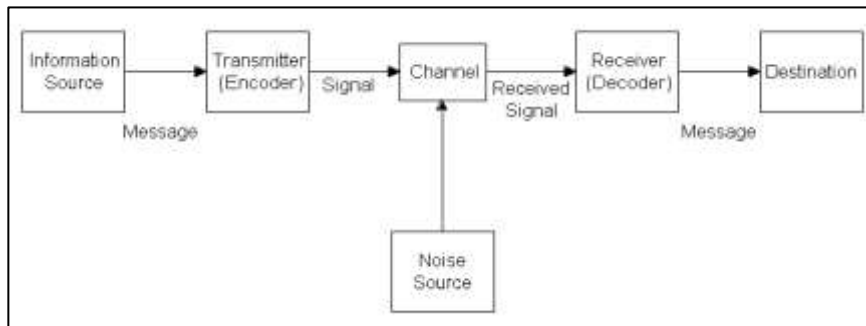 Information
Source
Transmitter
(Encoder)
Channel
Receiver
(Decoder)
Destination
Signal
Received
Signal
Message
Message
Noise
Source